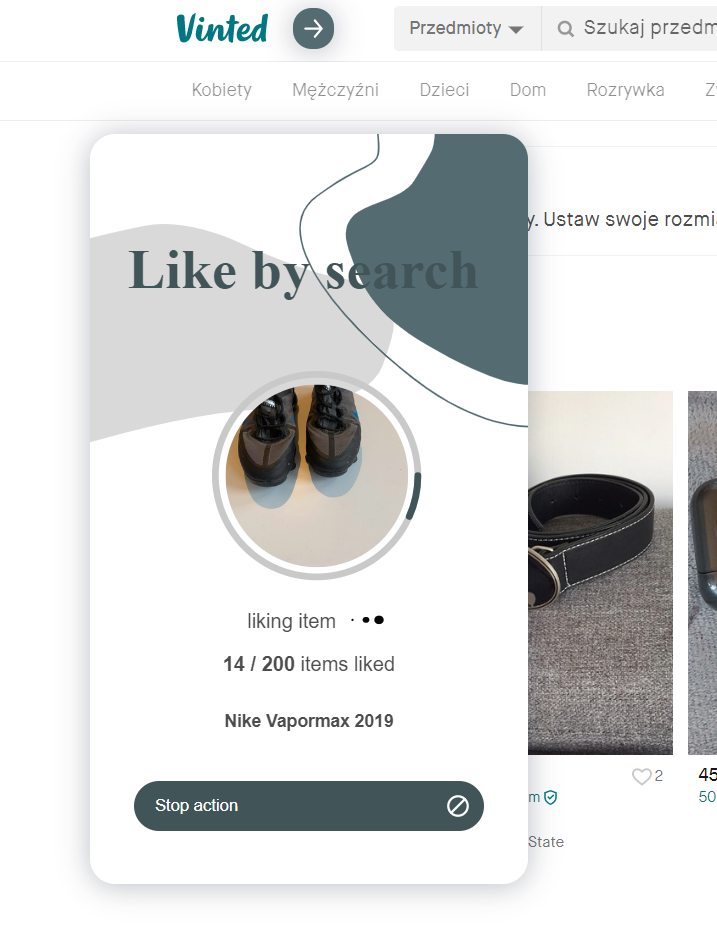 Vinted
Przedmioty
Szukaj przedm
Kobiety Mężczyźni Dzieci Dom Rozrywka
y. Ustaw swoje rozmia
Like by search
liking item
14 / 200 items liked
Nike Vapormax 2019
Stop action
2
45
m
50
State